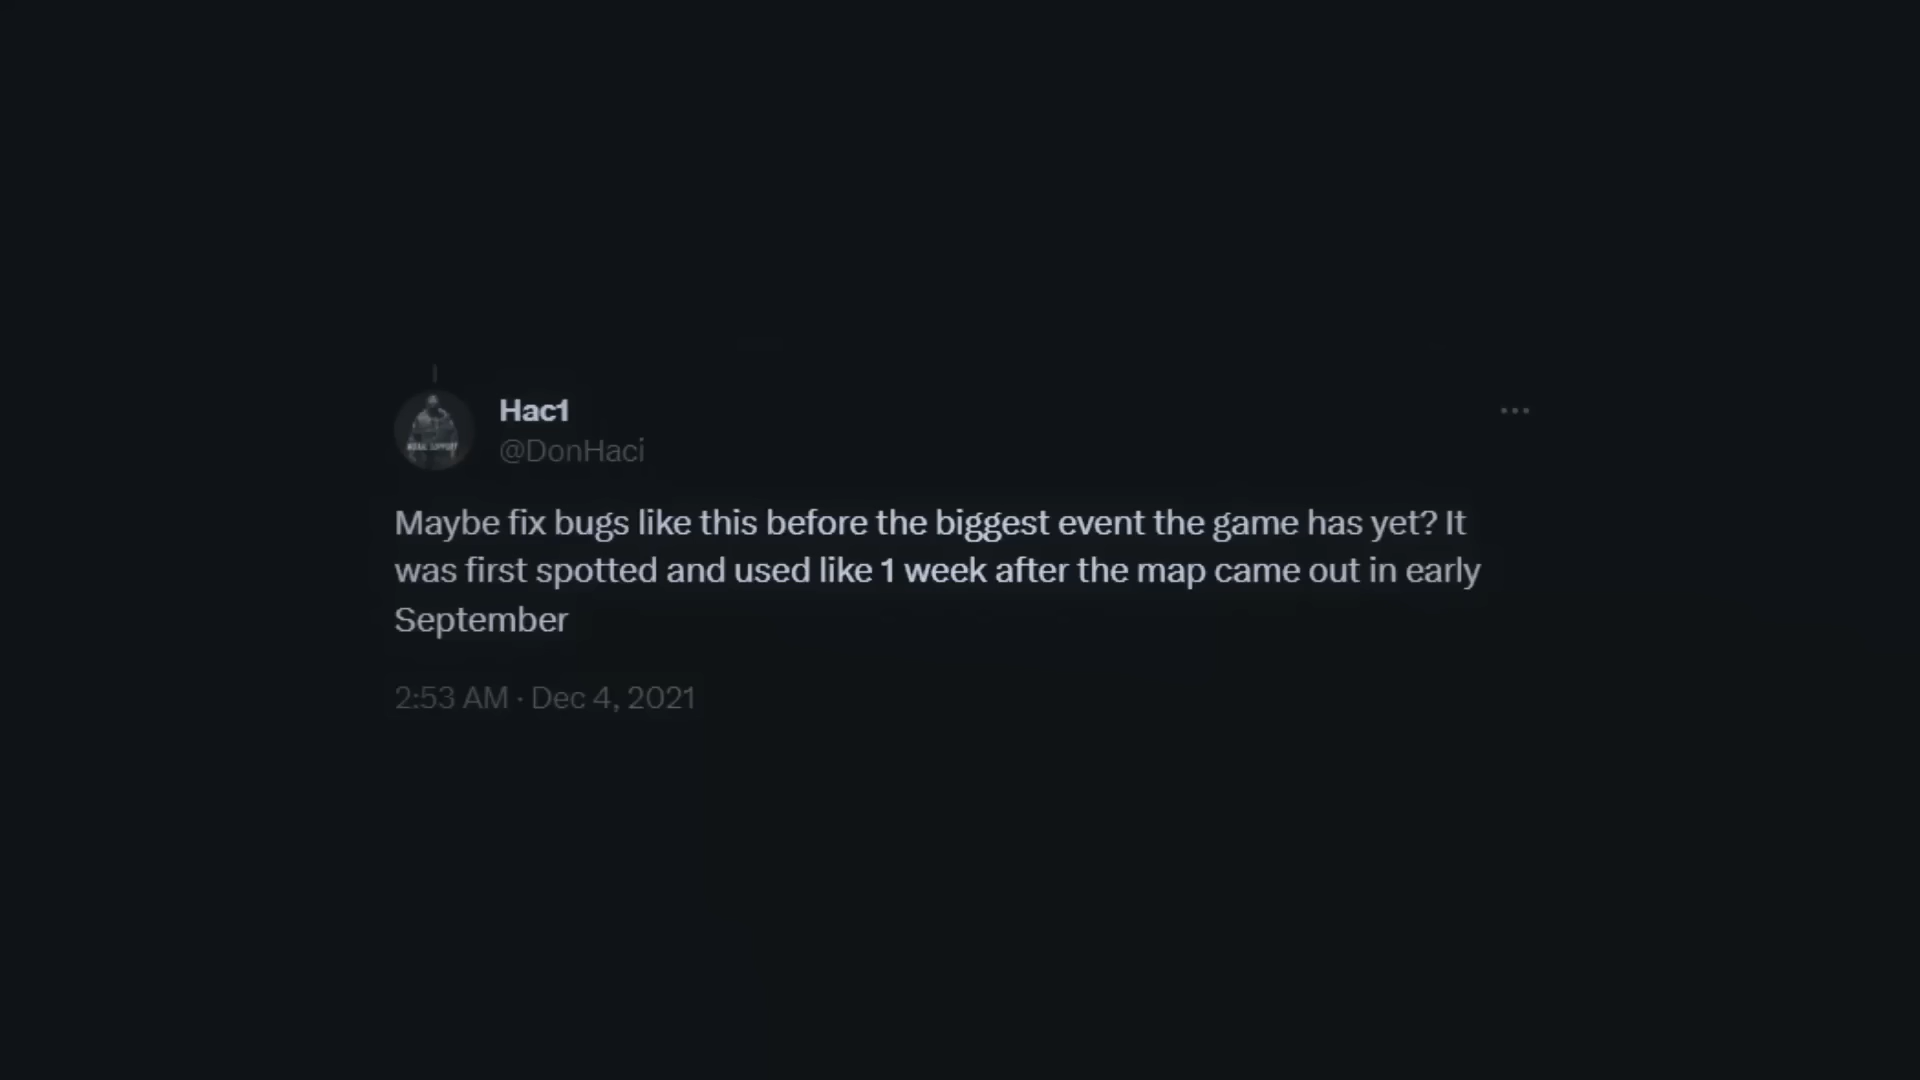 Hac1
@DonHaci
Maybe fix bugs like this before the biggest event the game has yet? It
was first spotted and used like 1 week after the map came out in early
September
2:53 AM · Dec 4, 2021